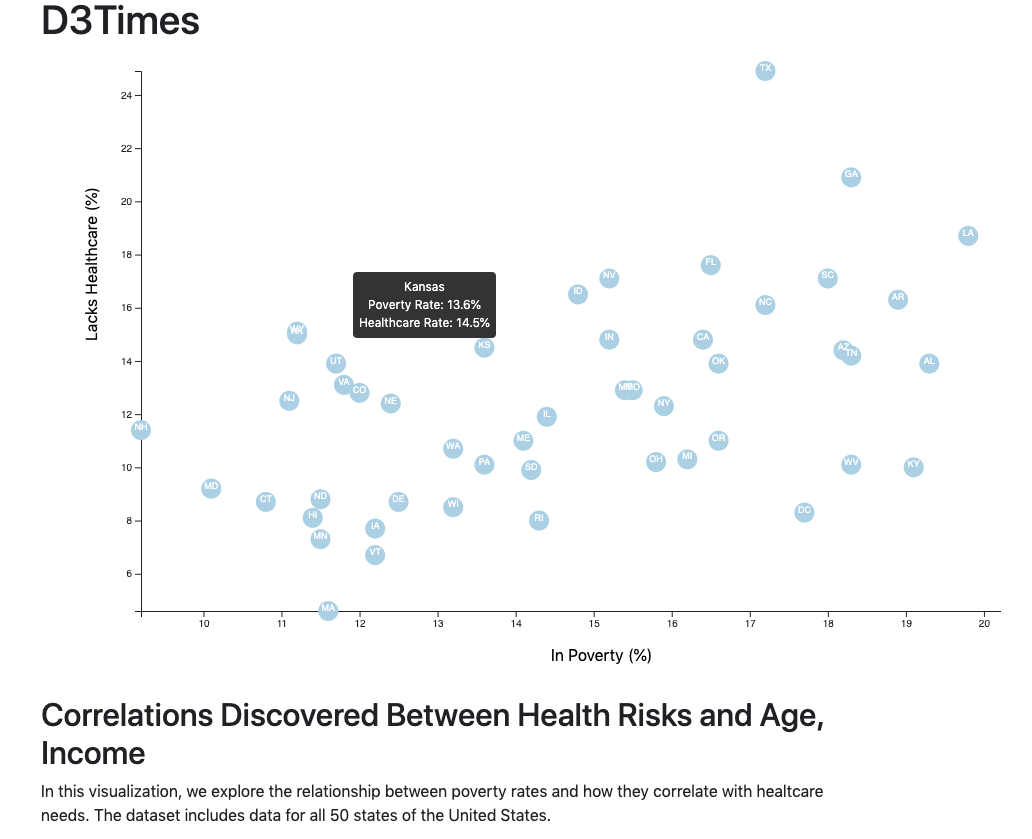 D3Times
Lacks Healthcare (%)
24
22
20
18
16
14
12
10
8
6
TX
GA
LA
FL
NV
SC
ID
AR
NC
Kansas
Poverty Rate: 13.6%
Healthcare Rate: 14.5%
WY
KS
IN
CA
AZ
TN
UT
OK
AL
VA
CO
MO
NJ
NE
NY
IL
NH
ME
OR
WA
PA
SD
OH
MI
WV
KY
MD
CT
ND
DE
WI
HI
RI
DC
IA
MN
VT
MA
10
11
12
13
14
15
16
17
18
19
20
In Poverty (%)
Correlations Discovered Between Health Risks and Age,
Income
In this visualization, we explore the relationship between poverty rates and how they correlate with healtcare
needs. The dataset includes data for all 50 states of the United States.